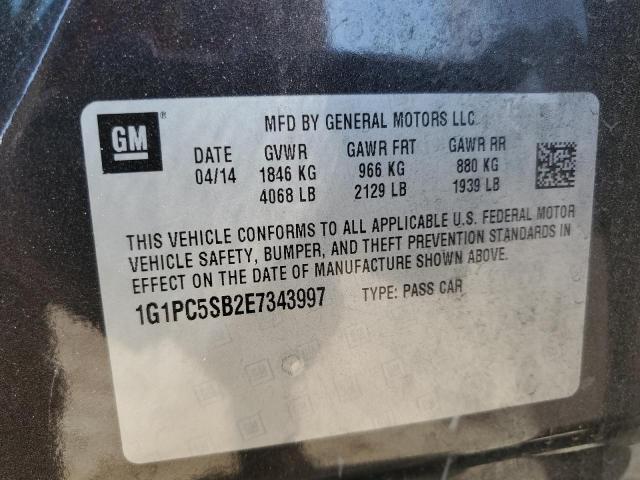 GM ®
MFD BY GENERAL MOTORS LLC
DATE GVWR GAWR FRT GAWR RR
04/14 1846 KG 966 KG 880 KG
4068 LB 2129 LB 1939 LB
THIS VEHICLE CONFORMS TO ALL APPLICABLE U.S. FEDERAL MOTOR
VEHICLE SAFETY, BUMPER, AND THEFT PREVENTION STANDARDS IN
EFFECT ON THE DATE OF MANUFACTURE SHOWN ABOVE.
1G1PC5SB2E7343997 TYPE: PASS CAR